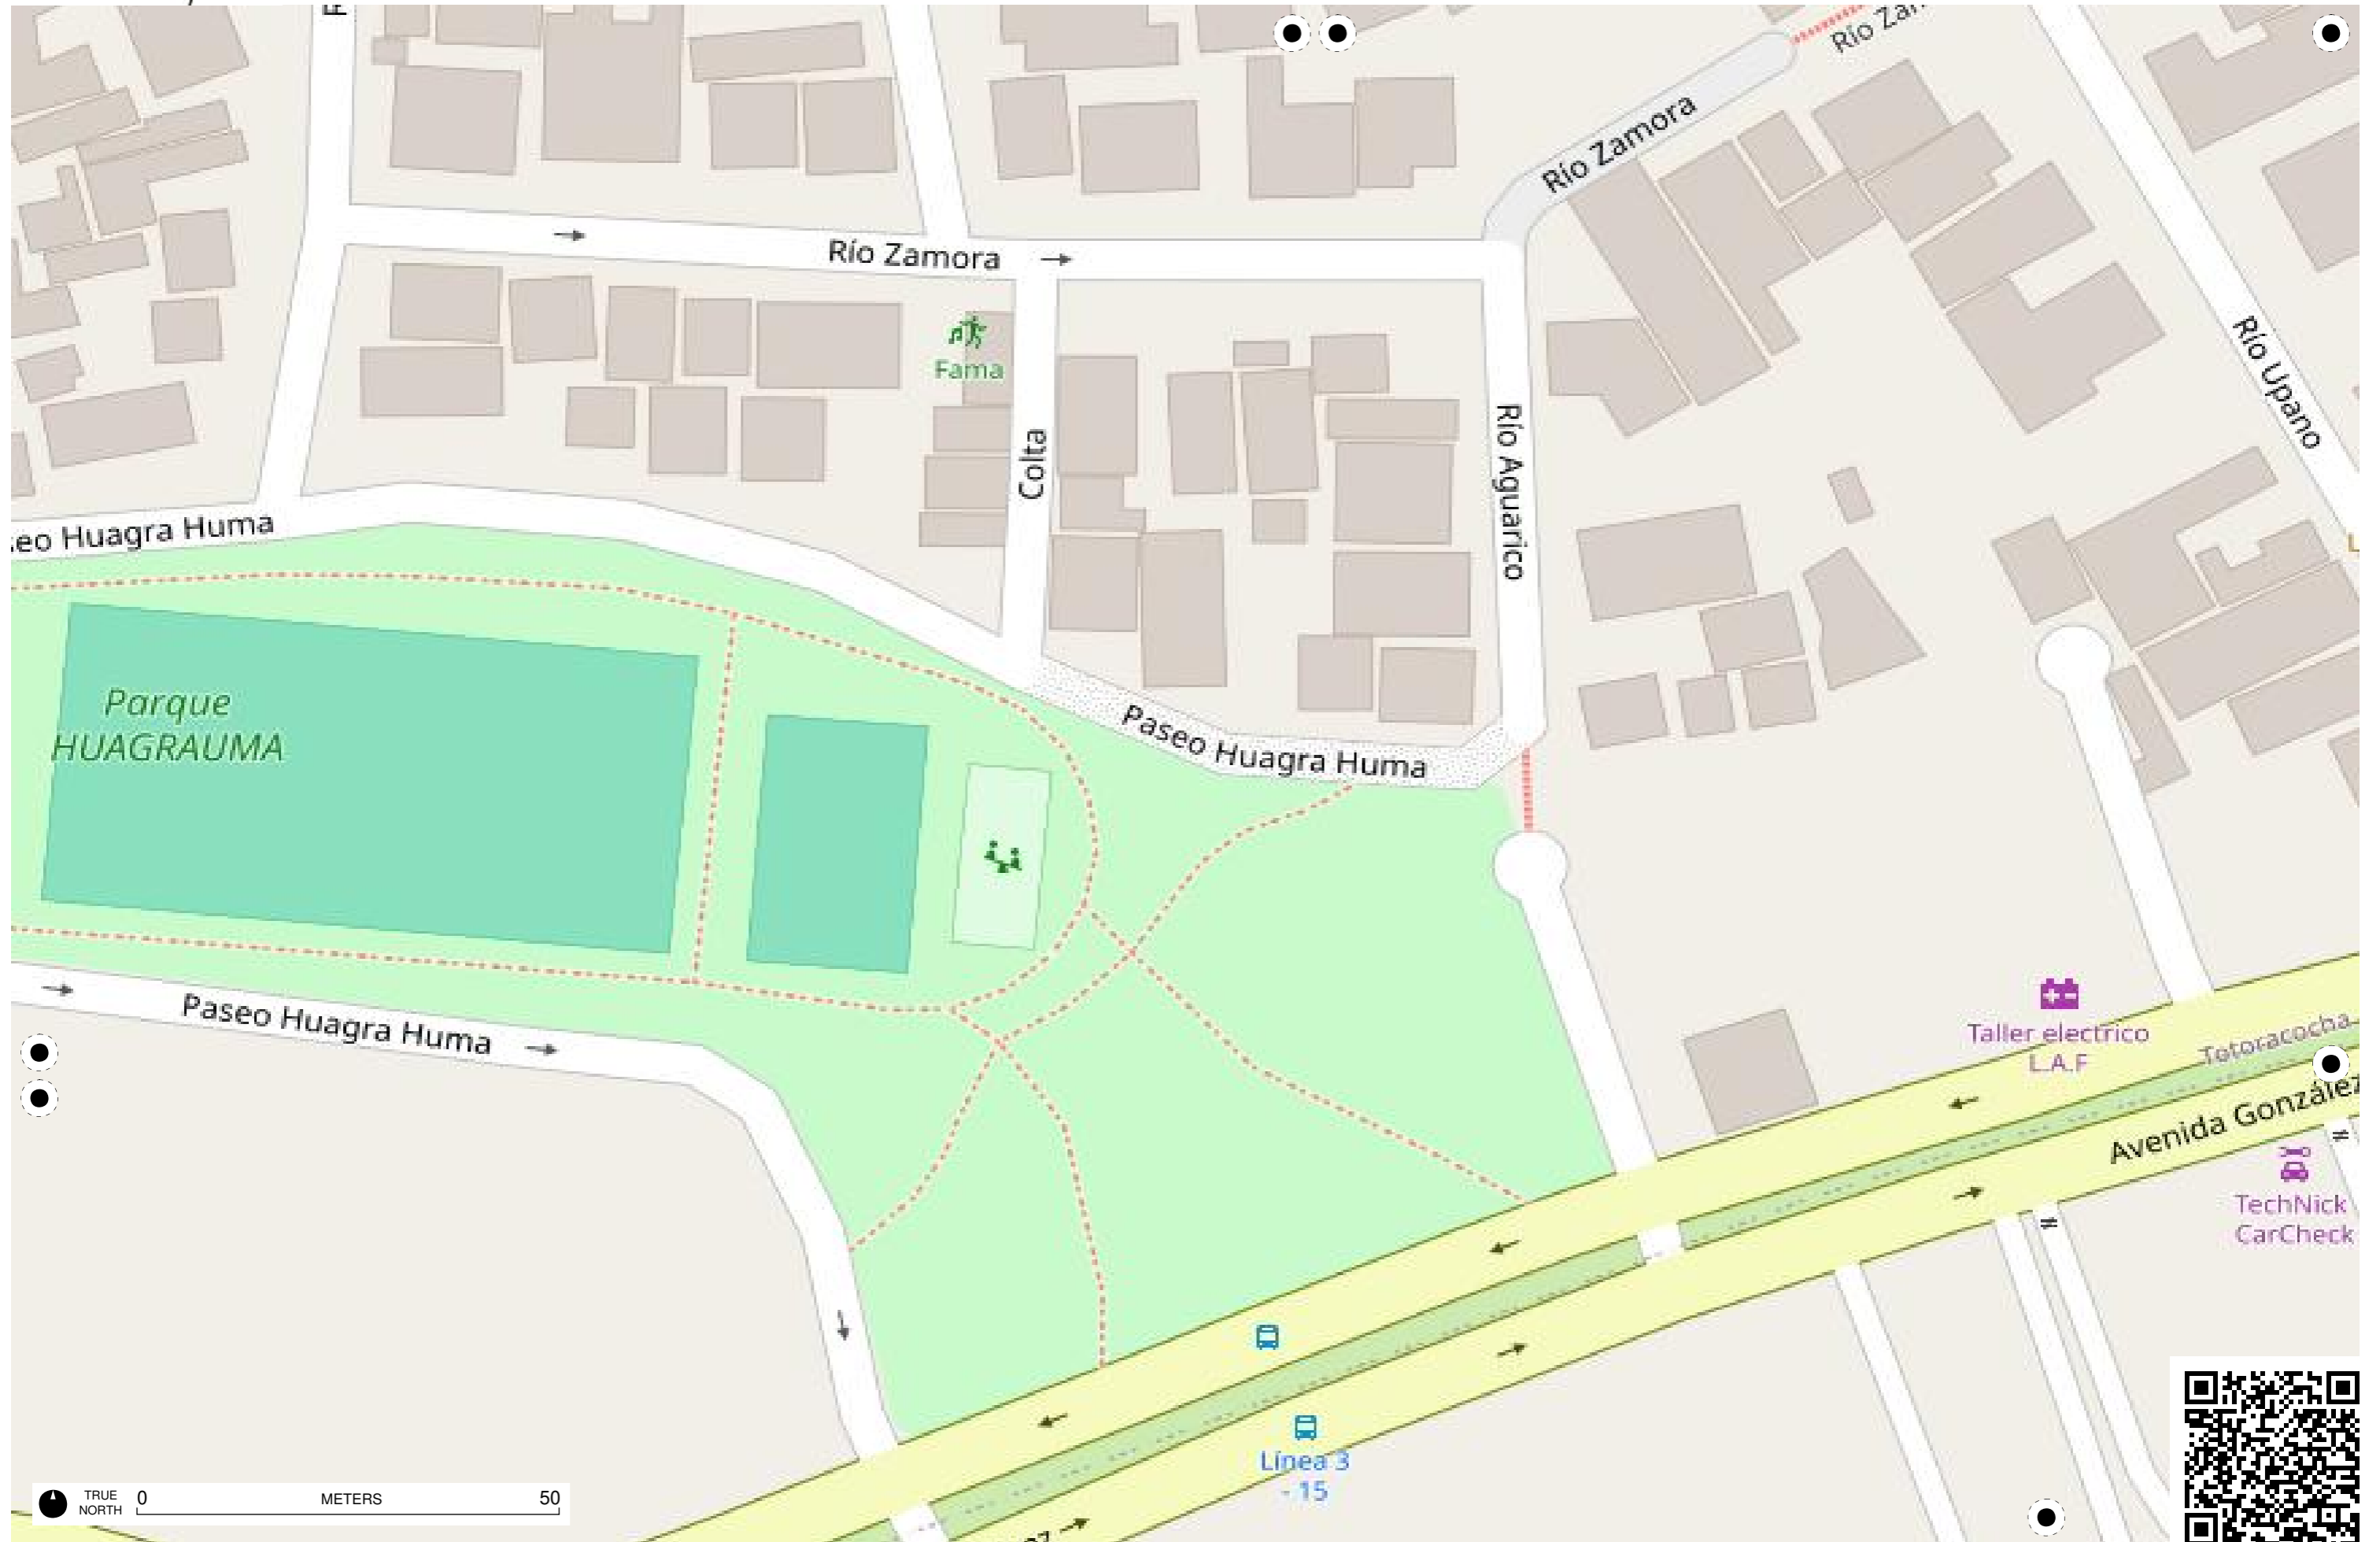 Río Zamora
Río Zamora
Río Upano
Fama
Colta
Río Aguarico
Huagra Huma
Parque
HUAGRAUMA
Paseo Huagra Huma
Paseo Huagra Huma
Taller electrico
L.A.F
Totoracocha
Avenida González
TechNick
CarCheck
Línea 3
- 15
TRUE
NORTH
0
METERS
50